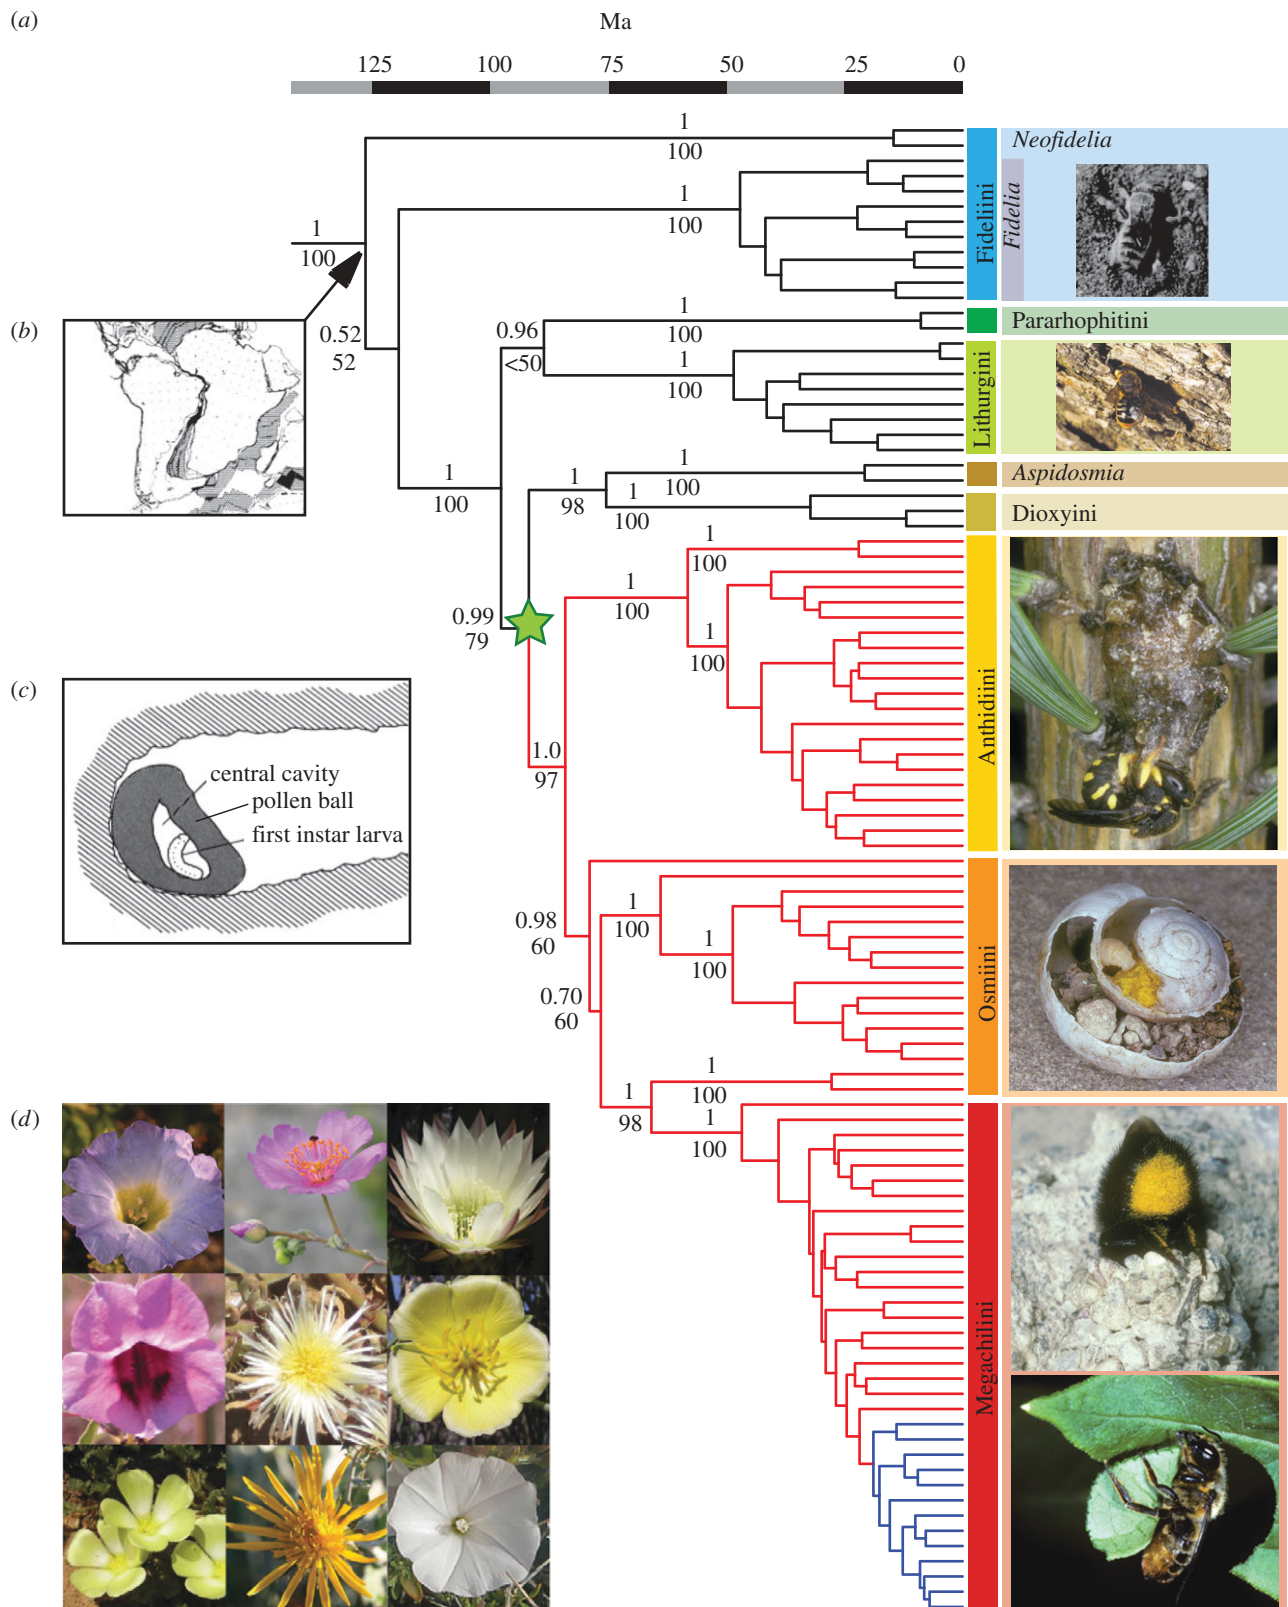 (a)
Ma
125 100 75 50 25 0
1
100
Neofidelia
1
100
Fideliini
Fidelia
1
100
(b)
0.52
52
1
100
Pararhophitini
0.96
<50
1
100
Lithurgini
1
100
1
98
1
100
Aspidosmia
1
100
Dioxyini
1
100
1
100
0.99
79
1
100
Anthidiini
(c)
central cavity
pollen ball
first instar larva
1.0
97
0.98
60
1
100
1
100
Osmiini
0.70
60
1
98
1
100
1
100
Megachilini
(d)